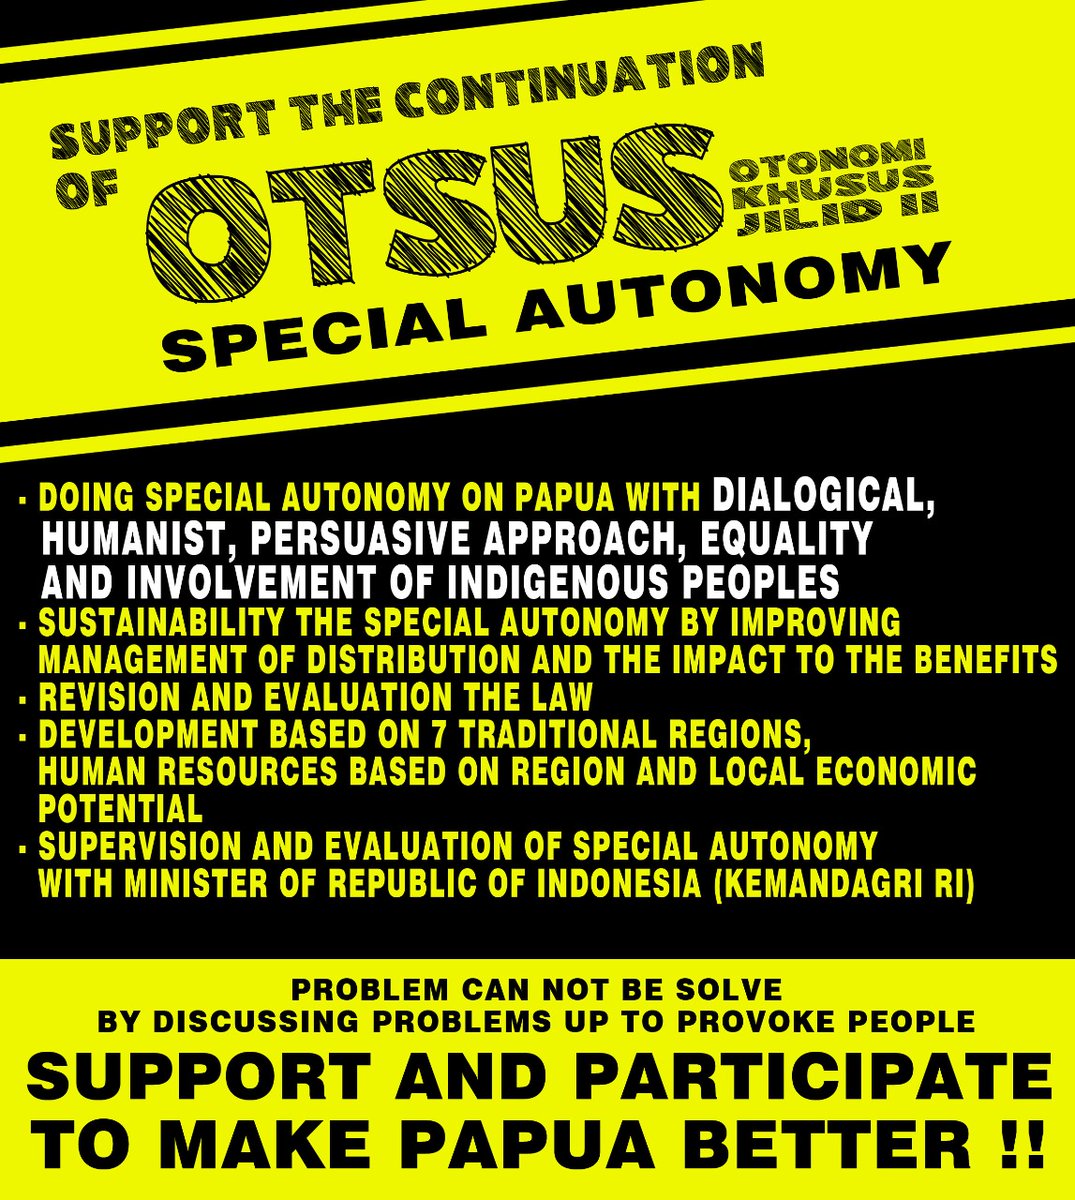 SUPPORT THE CONTINUATION
OF OTSUS
OTONOMI
KHUSUS
JILID II
SPECIAL AUTONOMY
- DOING SPECIAL AUTONOMY ON PAPUA WITH DIALOGICAL,
HUMANIST, PERSUASIVE APPROACH, EQUALITY
AND INVOLVEMENT OF INDIGENOUS PEOPLES
- SUSTAINABILITY THE SPECIAL AUTONOMY BY IMPROVING
MANAGEMENT OF DISTRIBUTION AND THE IMPACT TO THE BENEFITS
- REVISION AND EVALUATION THE LAW
- DEVELOPMENT BASED ON 7 TRADITIONAL REGIONS,
HUMAN RESOURCES BASED ON REGION AND LOCAL ECONOMIC
POTENTIAL
- SUPERVISION AND EVALUATION OF SPECIAL AUTONOMY
WITH MINISTER OF REPUBLIC OF INDONESIA (KEMANDAGRI RI)
PROBLEM CAN NOT BE SOLVE
BY DISCUSSING PROBLEMS UP TO PROVOKE PEOPLE
SUPPORT AND PARTICIPATE
TO MAKE PAPUA BETTER !!